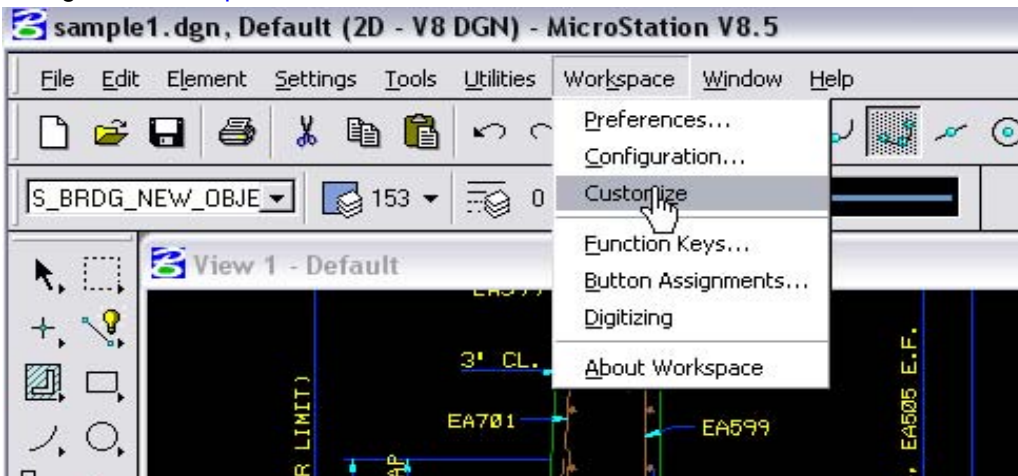 sample1.dgn, Default (2D - V8 DGN) - MicroStation V8.5
File Edit Element Settings Tools Utilities Workspace Window Help
Preferences...
Configuration...
Customize
Function Keys...
Button Assignments...
Digitizing
About Workspace
S_BRDG_NEW_OBJE 153 0
View 1 - Default
3" CL.
EA701
EA599
LIMIT)
EA505 E.F.